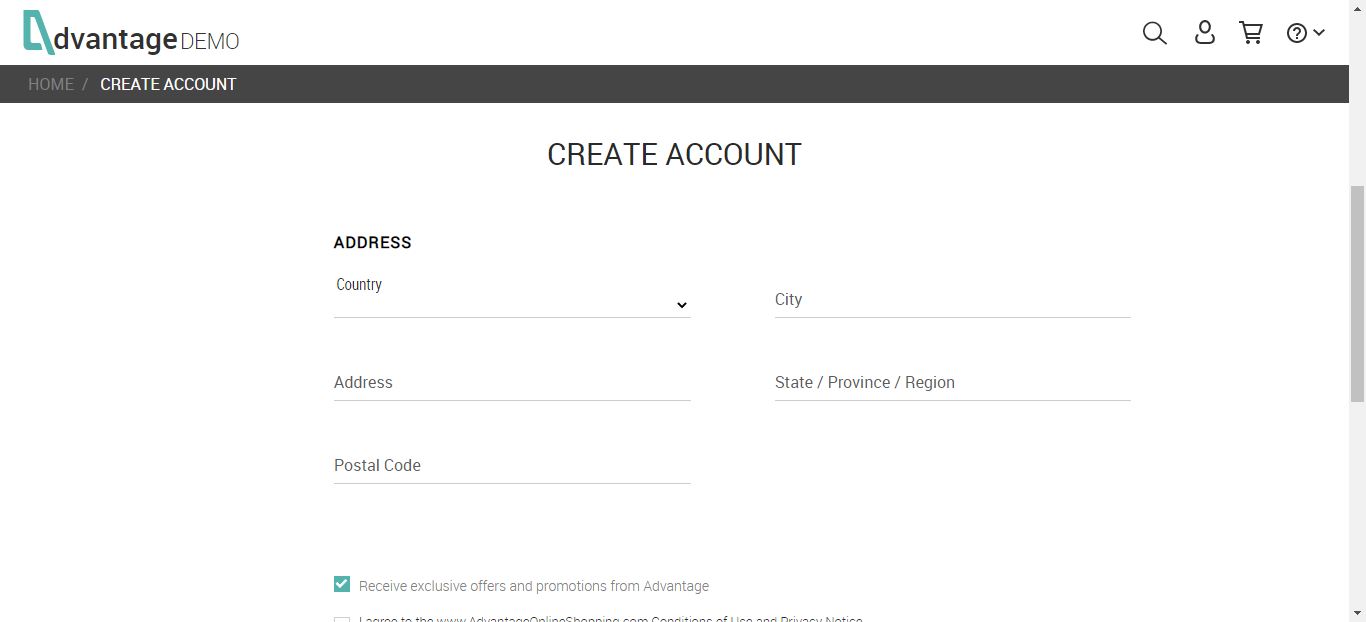 dvantage DEMO
HOME / CREATE ACCOUNT
CREATE ACCOUNT
ADDRESS
Country
City
Address
State / Province / Region
Postal Code
Receive exclusive offers and promotions from Advantage
I agree to the www.AdvantageOnlineShopping.com Conditions of Use and Privacy Notice